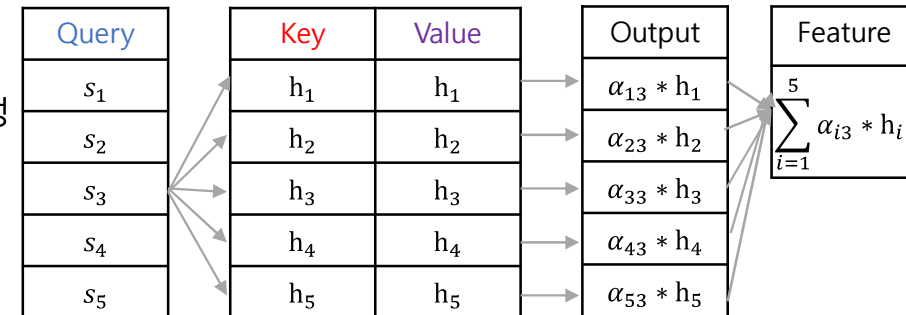 Query Key Value Output Feature
s₁ h₁ h₁ α₁₃ * h₁
s₂ h₂ h₂ α₂₃ * h₂
s₃ h₃ h₃ α₃₃ * h₃
s₄ h₄ h₄ α₄₃ * h₄
s₅ h₅ h₅ α₅₃ * h₅
5
∑ αᵢ₃ * hᵢ
i=1